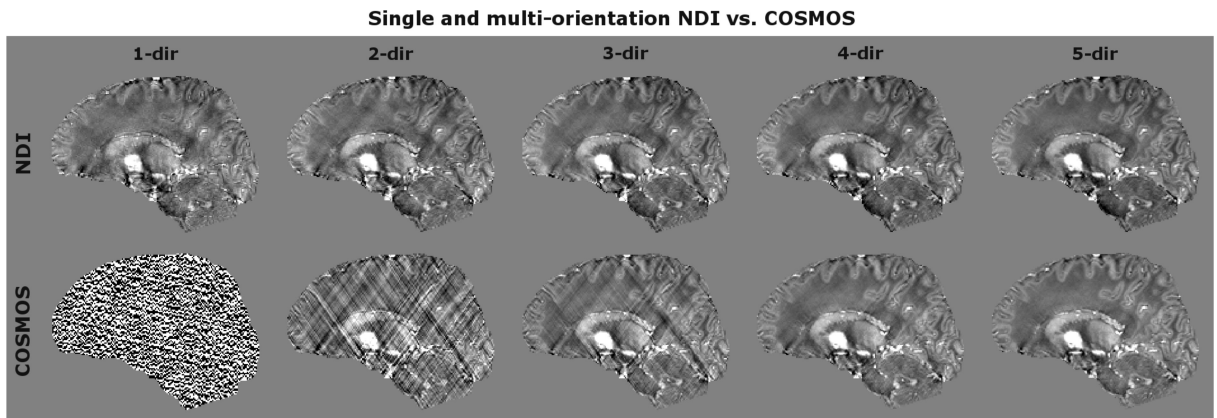 Single and multi-orientation NDI vs. COSMOS
1-dir 2-dir 3-dir 4-dir 5-dir
NDI
COSMOS